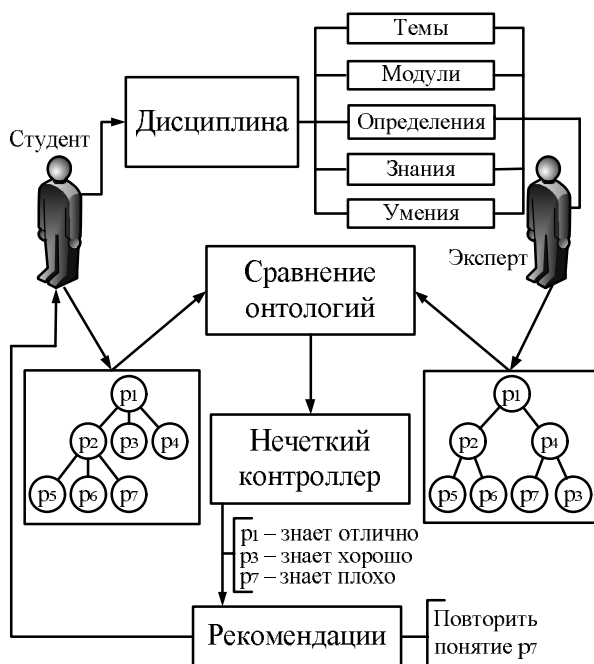 Темы
Модули
Дисциплина
Определения
Студент
Знания
Умения
Эксперт
Сравнение
онтологий
p1
p2
p3
p4
p5
p6
p7
Нечеткий
контроллер
p1
p2
p4
p5
p6
p7
p3
p1 – знает отлично
p3 – знает хорошо
p7 – знает плохо
Рекомендации
Повторить
понятие p7